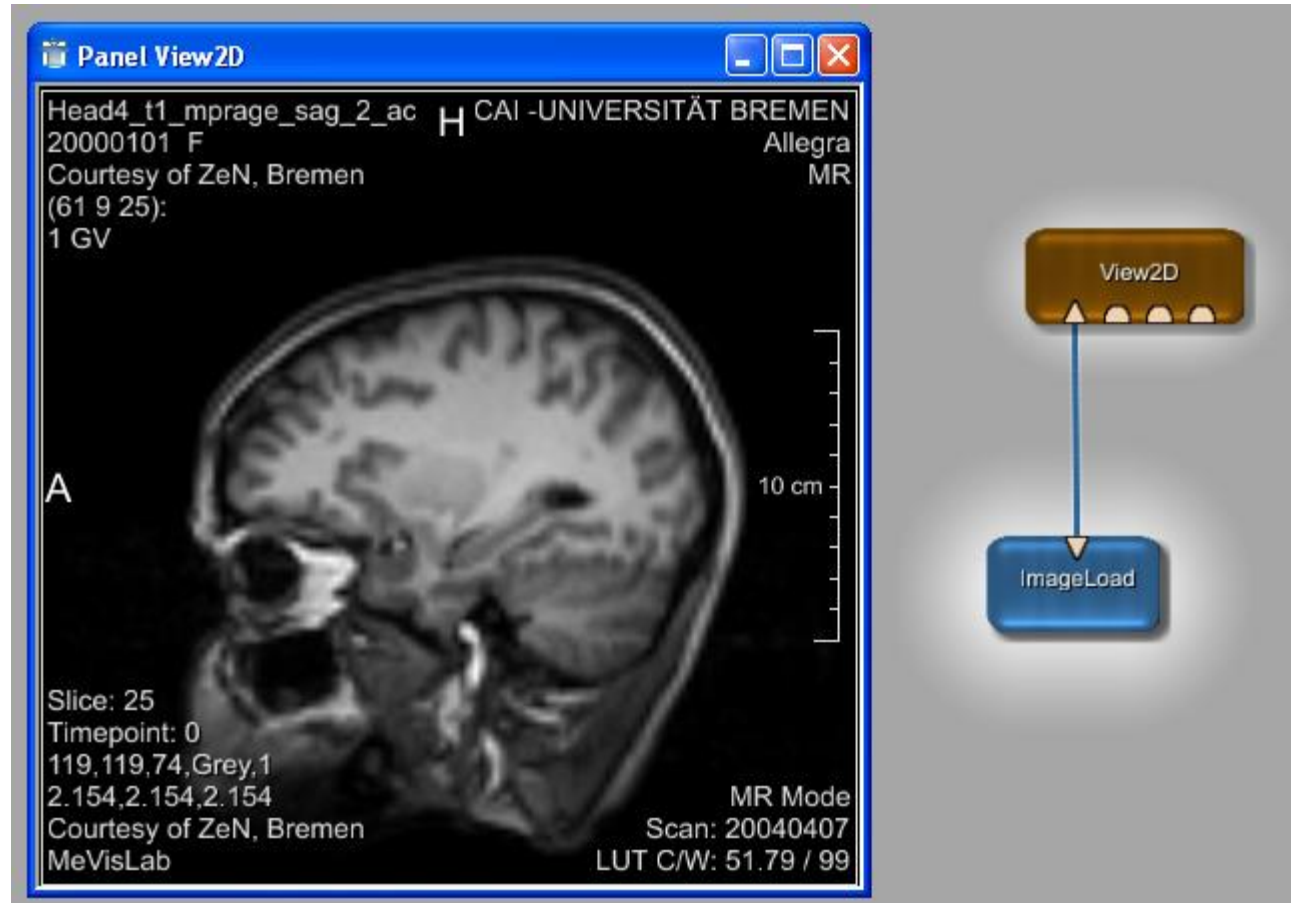 Panel View2D
Head4_t1_mprage_sag_2_ac
20000101 F
Courtesy of ZeN, Bremen
(61 9 25):
1 GV
H
CAI -UNIVERSITÄT BREMEN
Allegra
MR
A
10 cm
Slice: 25
Timepoint: 0
119,119,74,Grey,1
2.154,2.154,2.154
Courtesy of ZeN, Bremen
MeVisLab
MR Mode
Scan: 20040407
LUT C/W: 51.79 / 99
View2D
ImageLoad